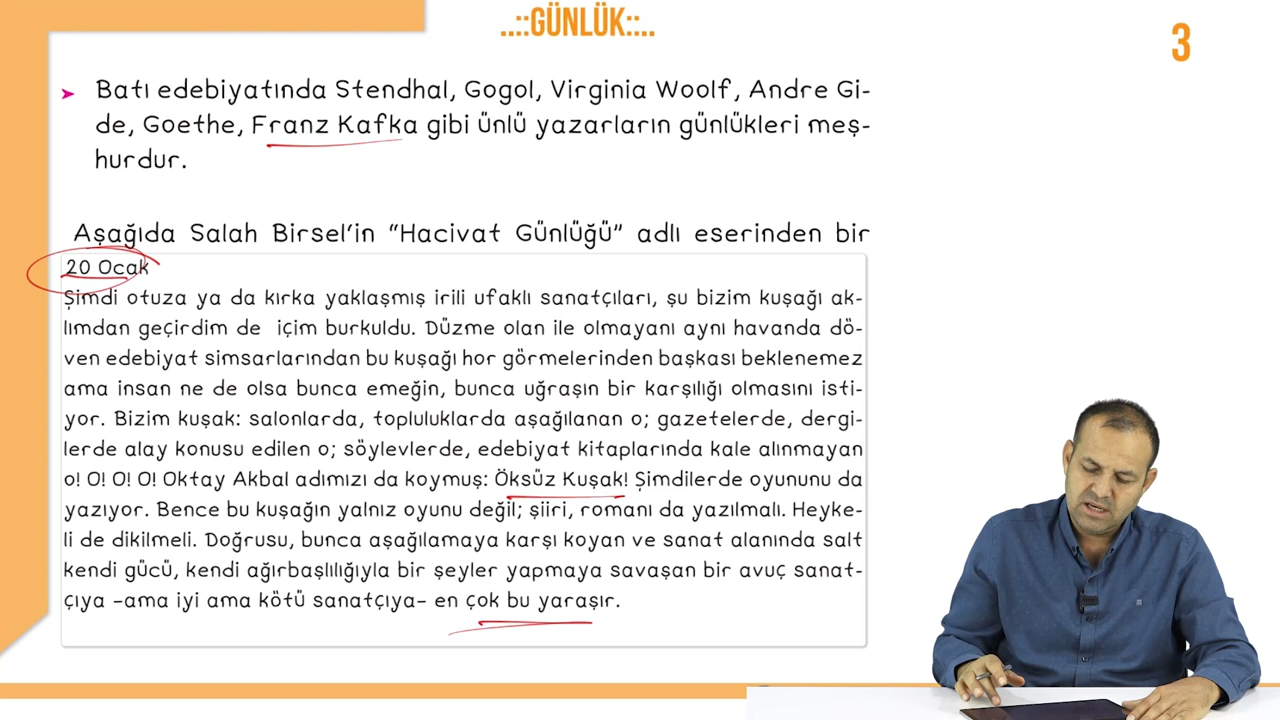 ..::GÜNLÜK::..
3
➤ Batı edebiyatında Stendhal, Gogol, Virginia Woolf, Andre Gi-
de, Goethe, Franz Kafka gibi ünlü yazarların günlükleri meş-
hurdur.
Aşağıda Salah Birsel’in “Hacivat Günlüğü” adlı eserinden bir
20 Ocak
Şimdi otuza ya da kırka yaklaşmış irili ufaklı sanatçıları, şu bizim kuşağı ak-
lımdan geçirdim de içim burkuldu. Düzme olan ile olmayanı aynı havanda dö-
ven edebiyat simsarlarından bu kuşağı hor görmelerinden başkası beklenemez
ama insan ne de olsa bunca emeğin, bunca uğraşın bir karşılığı olmasını isti-
yor. Bizim kuşak: salonlarda, topluluklarda aşağılanan o; gazetelerde, dergi-
lerde alay konusu edilen o; söylevlerde, edebiyat kitaplarında kale alınmayan
o! O! O! O! Oktay Akbal adımızı da koymuş: Öksüz Kuşak! Şimdilerde oyununu da
yazıyor. Bence bu kuşağın yalnız oyunu değil; şiiri, romanı da yazılmalı. Heyke-
li de dikilmeli. Doğrusu, bunca aşağılamaya karşı koyan ve sanat alanında salt
kendi gücü, kendi ağırbaşlılığıyla bir şeyler yapmaya savaşan bir avuç sanat-
çıya -ama iyi ama kötü sanatçıya- en çok bu yaraşır.